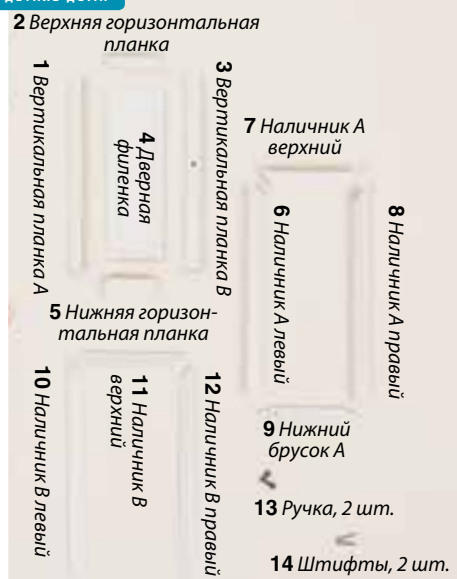 2 Верхняя горизонтальная
планка
1 Вертикальная планка А
4 Дверная
филенка
3 Вертикальная планка В
7 Наличник А
верхний
6 Наличник А левый
8 Наличник А правый
5 Нижняя горизон-
тальная планка
10 Наличник В левый
11 Наличник В
верхний
12 Наличник В правый
9 Нижний
брусок А
13 Ручка, 2 шт.
14 Штифты, 2 шт.